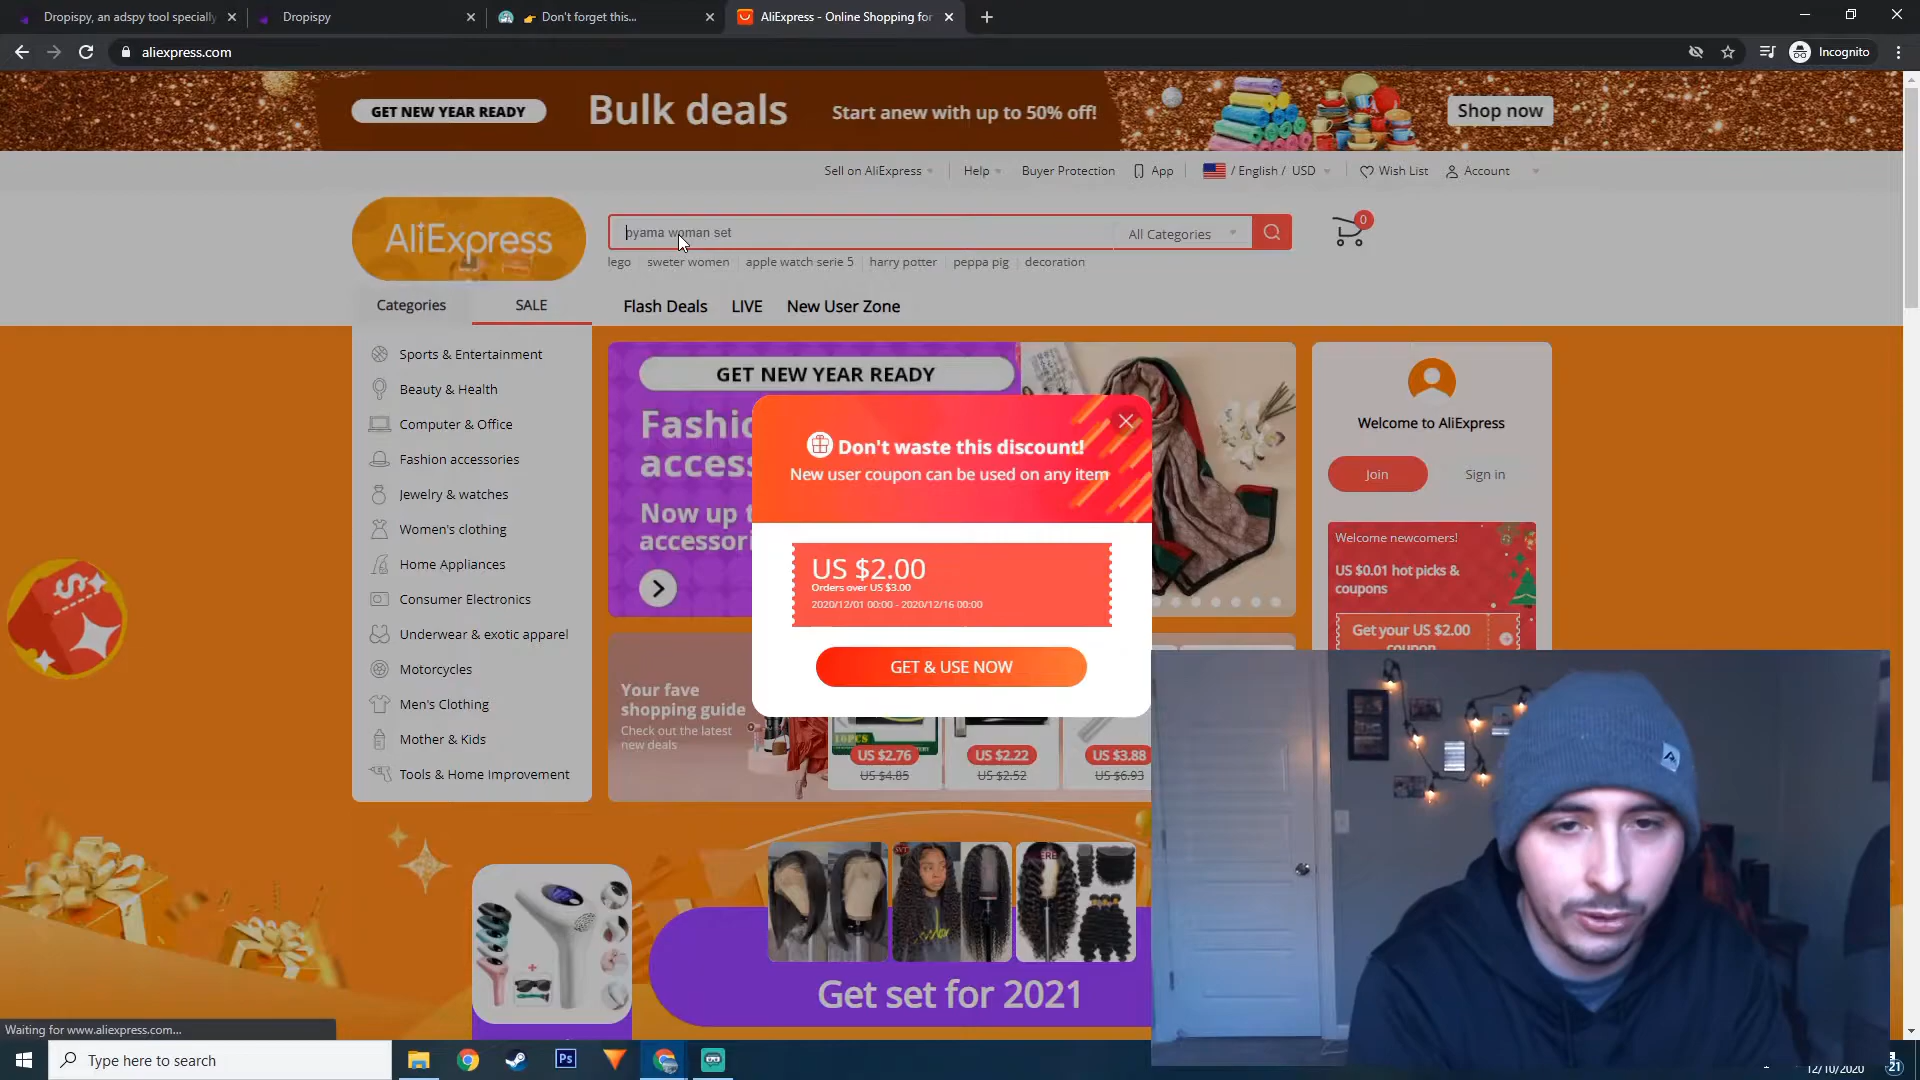 Dropispy, an adspy tool specially
Dropispy
👉 Don't forget this...
AliExpress - Online Shopping for
aliexpress.com
Incognito
GET NEW YEAR READY
Bulk deals
Start anew with up to 50% off!
Shop now
Sell on AliExpress
Help
Buyer Protection
App
/ English / USD
Wish List
Account
AliExpress
pyama woman set
All Categories
0
lego
sweter women
apple watch serie 5
harry potter
peppa pig
decoration
Categories
SALE
Flash Deals
LIVE
New User Zone
Sports & Entertainment
Beauty & Health
Computer & Office
Fashion accessories
Jewelry & watches
Women's clothing
Home Appliances
Consumer Electronics
Underwear & exotic apparel
Motorcycles
Men's Clothing
Mother & Kids
Tools & Home Improvement
GET NEW YEAR READY
Now up
Don't waste this discount!
New user coupon can be used on any item
US $2.00
Orders over US $3.00
2020/12/01 00:00 - 2020/12/16 00:00
GET & USE NOW
Welcome to AliExpress
Join
Sign in
Welcome newcomers!
US $0.01 hot picks &
coupons
Get your US $2.00
coupon
Your fave
shopping guide
Check out the latest
new deals
US $2.76
US $4.85
US $2.22
US $2.52
US $3.88
US $6.93
Get set for 2021
Waiting for www.aliexpress.com...
Type here to search
Ps
12/10/2020
21